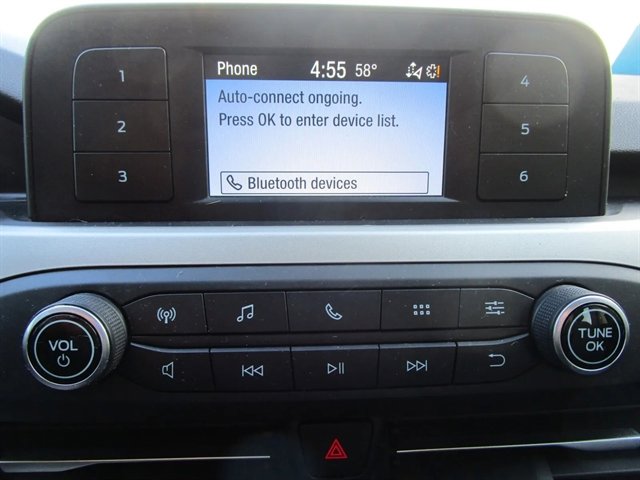 Phone 4:55 58°
Auto-connect ongoing.
Press OK to enter device list.
Bluetooth devices
1
2
3
4
5
6
VOL
TUNE
OK